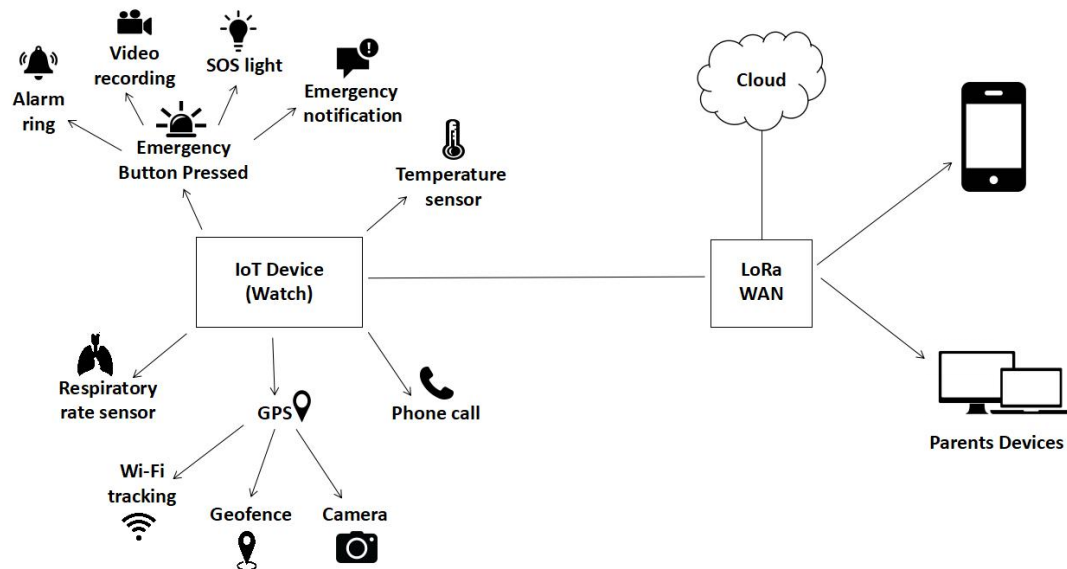 Video
recording
SOS light
Alarm
ring
Emergency
notification
Emergency
Button Pressed
Temperature
sensor
Cloud
IoT Device
(Watch)
LoRa
WAN
Respiratory
rate sensor
GPS
Phone call
Parents Devices
Wi-Fi
tracking
Geofence
Camera